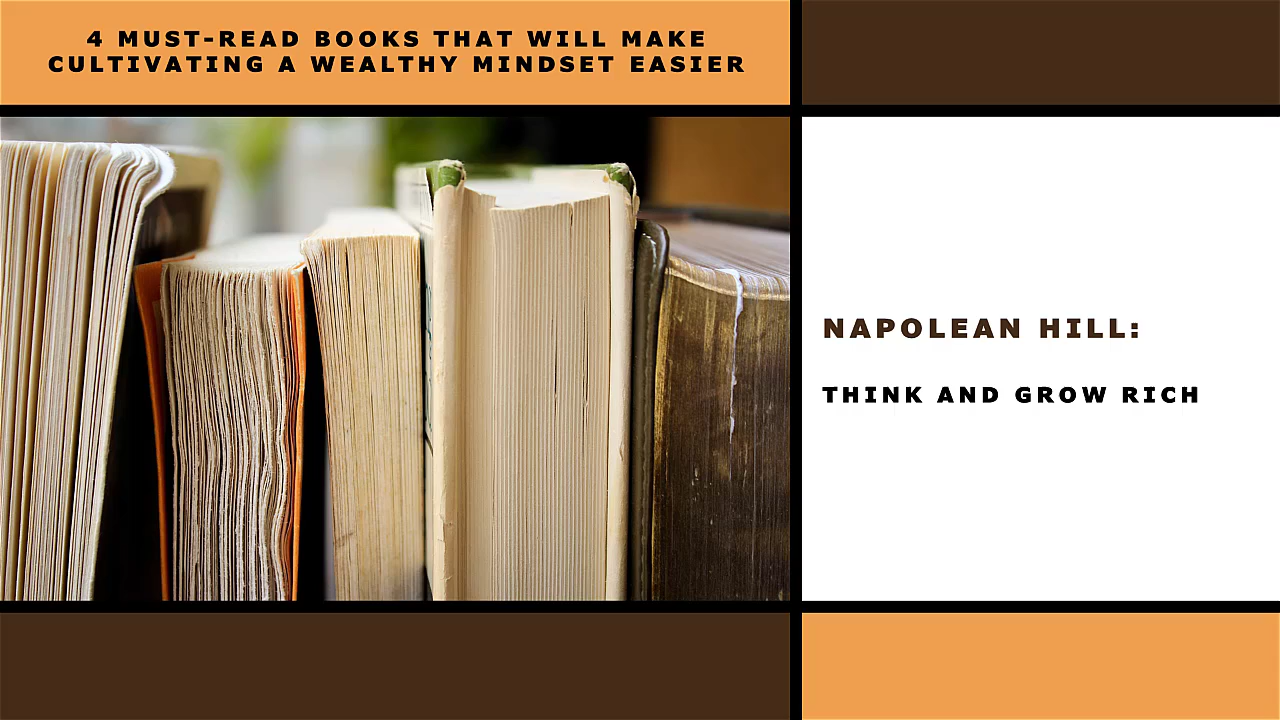 4 MUST-READ BOOKS THAT WILL MAKE
CULTIVATING A WEALTHY MINDSET EASIER
NAPOLEAN HILL:
THINK AND GROW RICH